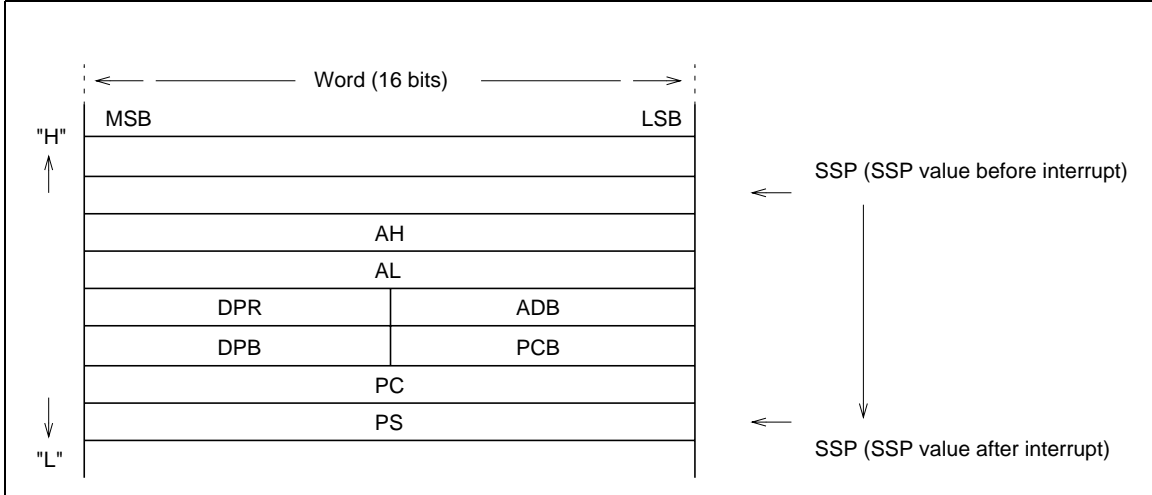 Word (16 bits)
MSB LSB
"H"
SSP (SSP value before interrupt)
AH
AL
DPR ADB
DPB PCB
PC
PS
"L"
SSP (SSP value after interrupt)